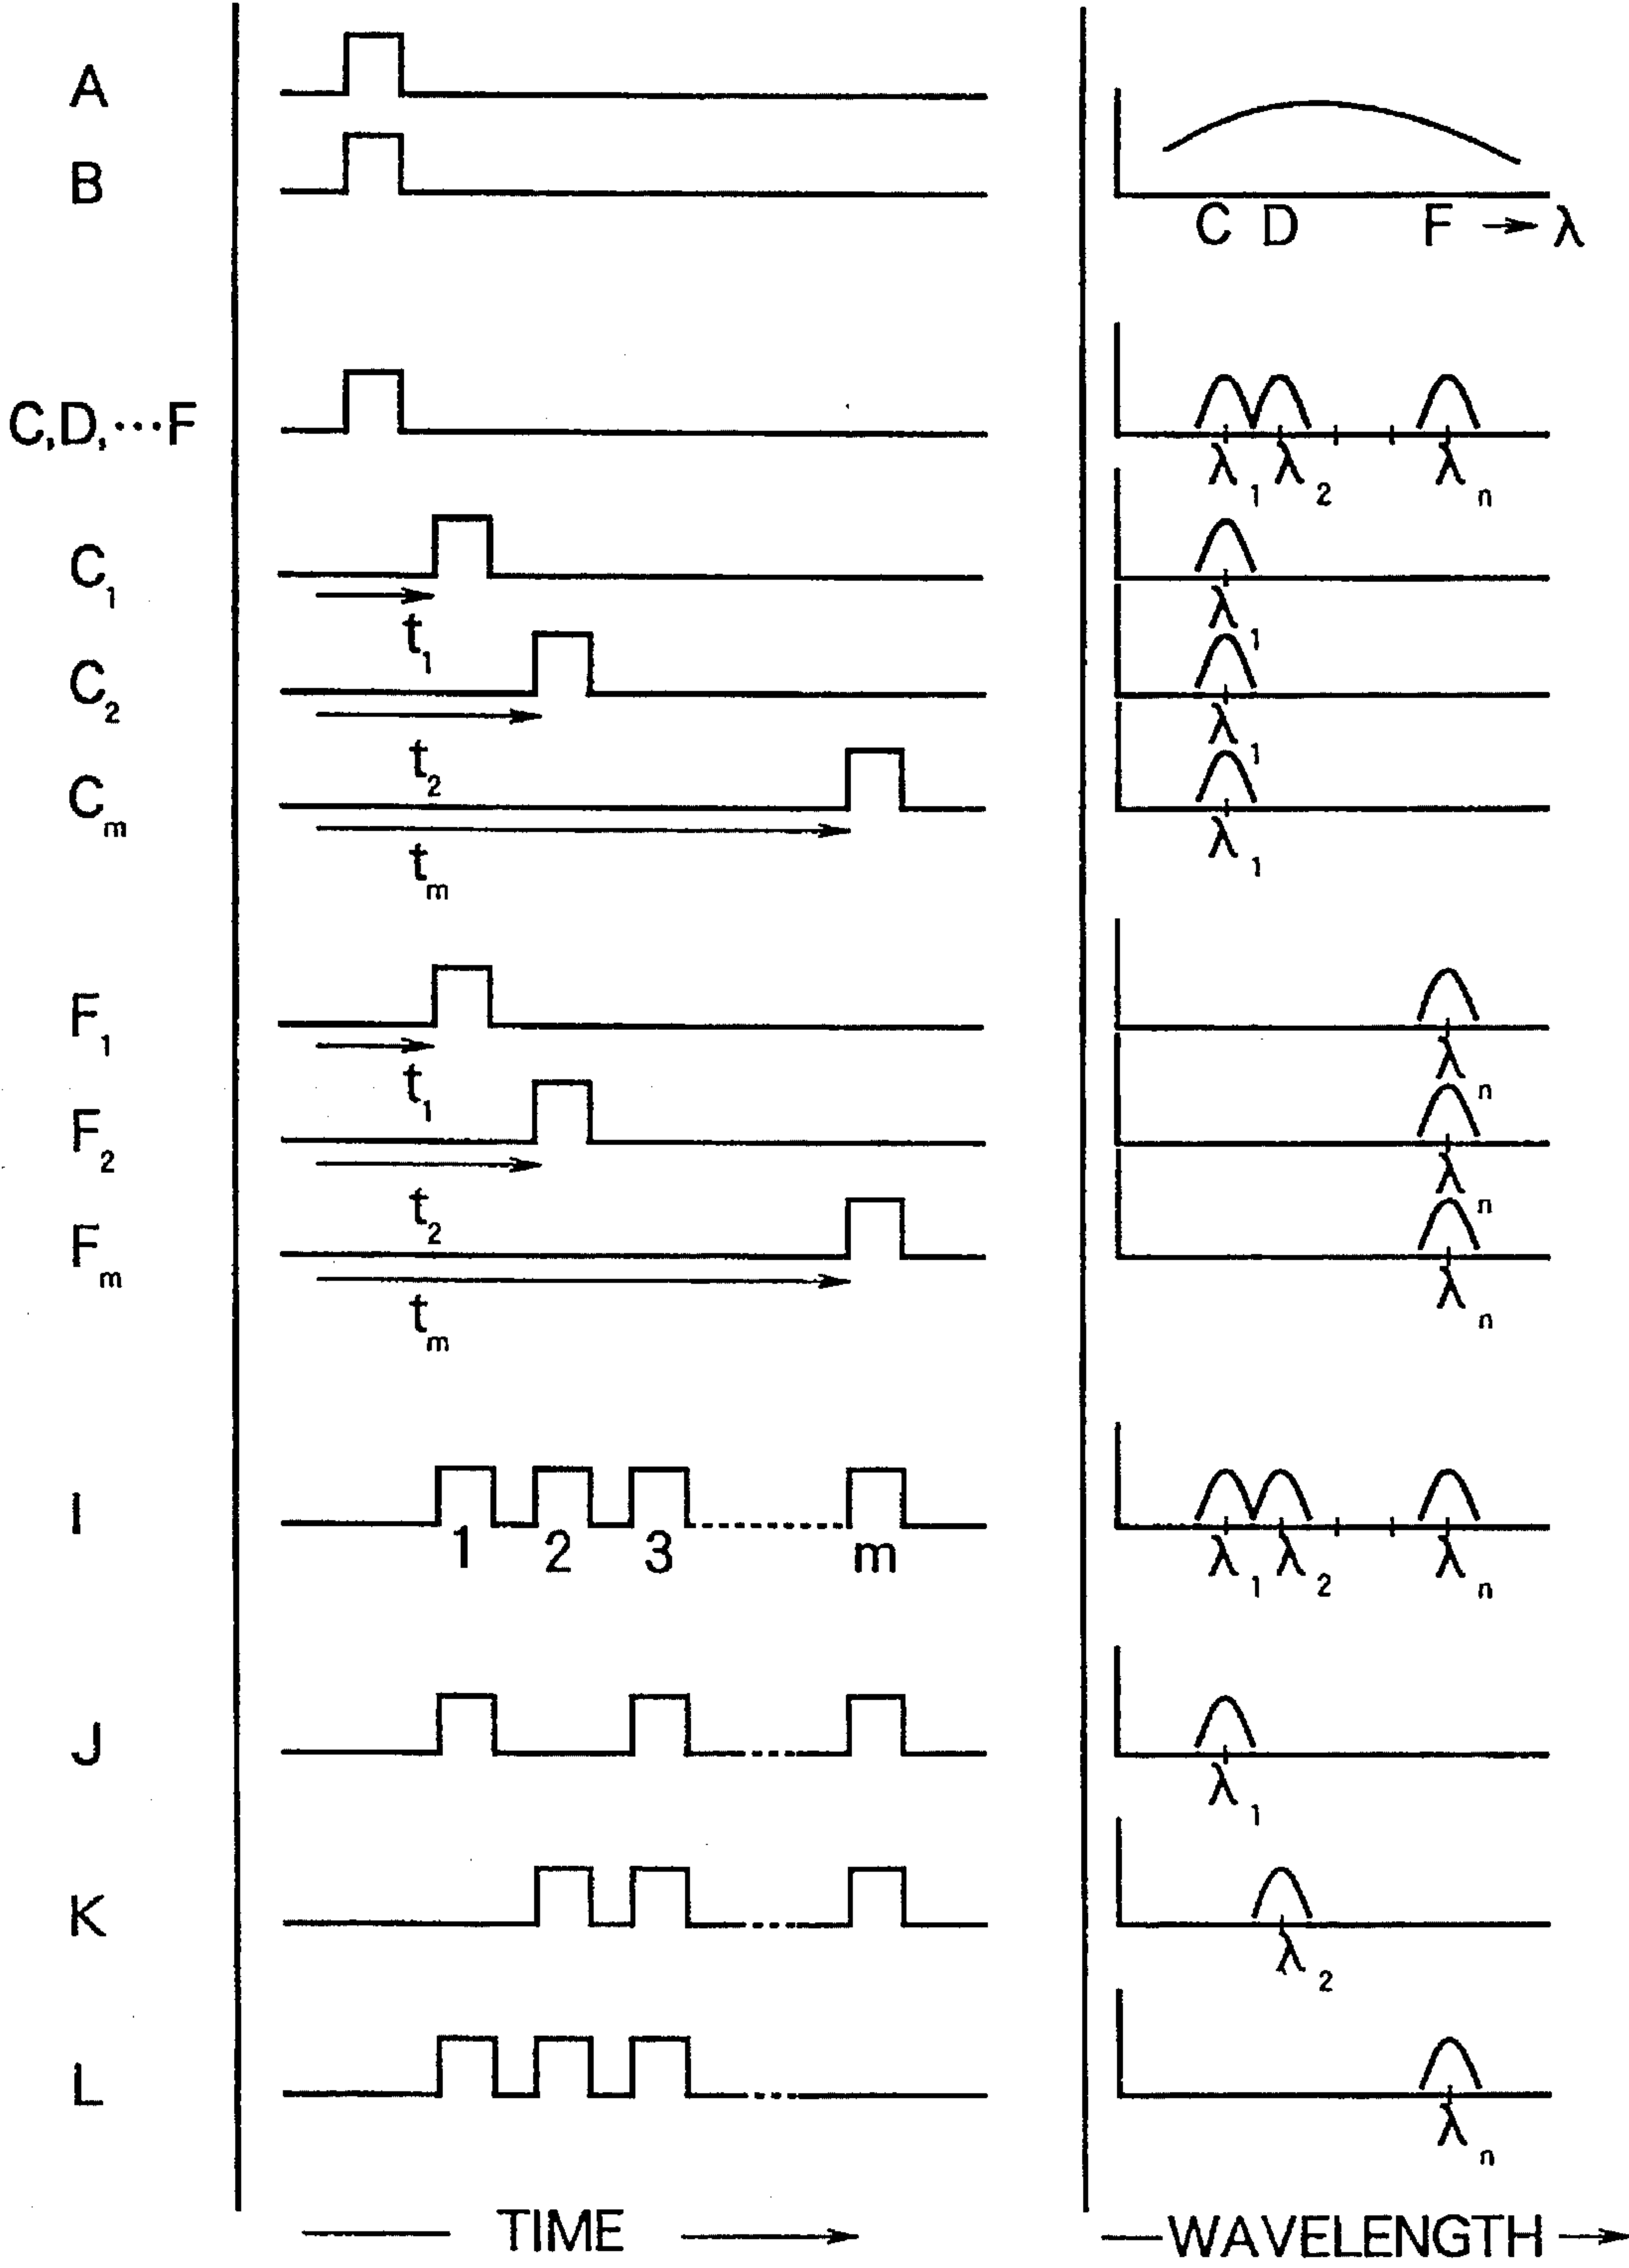 A
B
C D F → λ
C,D,···F
λ1 λ2 λn
C1
t1
λ1
C2
t2
λ1
Cm
tm
λ1
F1
t1
λn
F2
t2
λn
Fm
tm
λn
I
1 2 3 m
λ1 λ2 λn
J
λ1
K
λ2
L
λn
TIME
WAVELENGTH